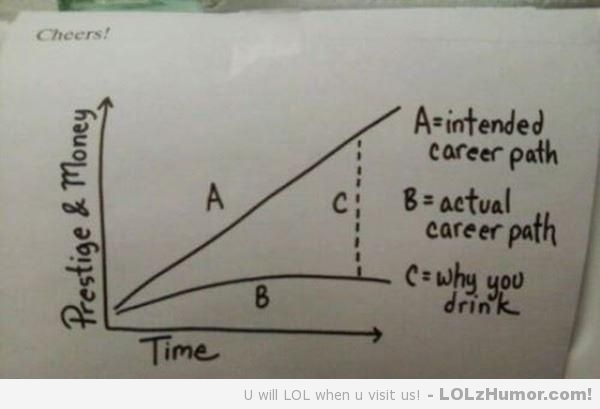 Cheers!
Prestige & Money
A
C
B
Time
A=intended
career path
B=actual
career path
C=why you
drink
U will LOL when u visit us! - LOLzHumor.com!